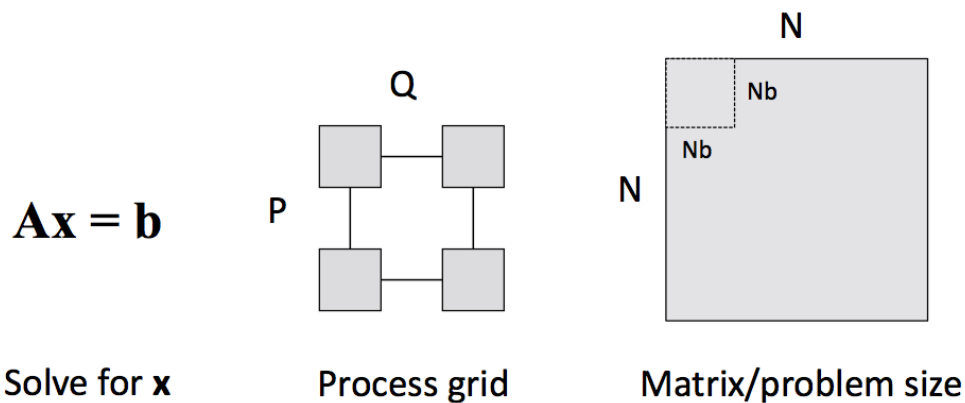 Ax = b
Solve for x
Q
P
Process grid
N
Nb
Nb
N
Matrix/problem size